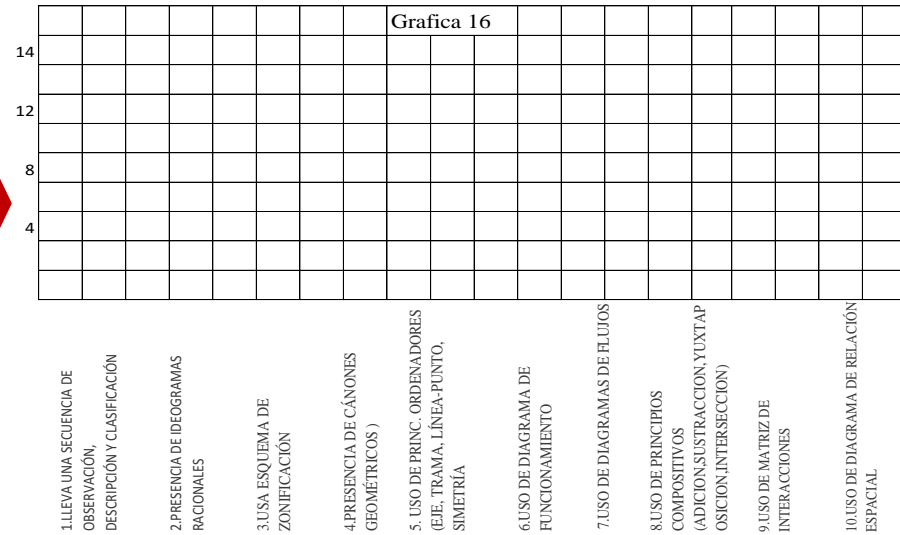 Grafica 16
14
12
8
4
1.LLEVA UNA SECUENCIA DE
OBSERVACIÓN,
DESCRIPCIÓN Y CLASIFICACIÓN
2.PRESENCIA DE IDEOGRAMAS
RACIONALES
3.USA ESQUEMA DE
ZONIFICACIÓN
4.PRESENCIA DE CÁNONES
GEOMÉTRICOS )
5. USO DE PRINC. ORDENADORES
(EJE, TRAMA, LÍNEA-PUNTO,
SIMETRÍA
6.USO DE DIAGRAMA DE
FUNCIONAMIENTO
7.USO DE DIAGRAMAS DE FLUJOS
8.USO DE PRINCIPIOS
COMPOSITIVOS
(ADICION,SUSTRACCION,YUXTAP
OSICION,INTERSECCION)
9.USO DE MATRIZ DE
INTERACCIONES
10.USO DE DIAGRAMA DE RELACIÓN
ESPACIAL